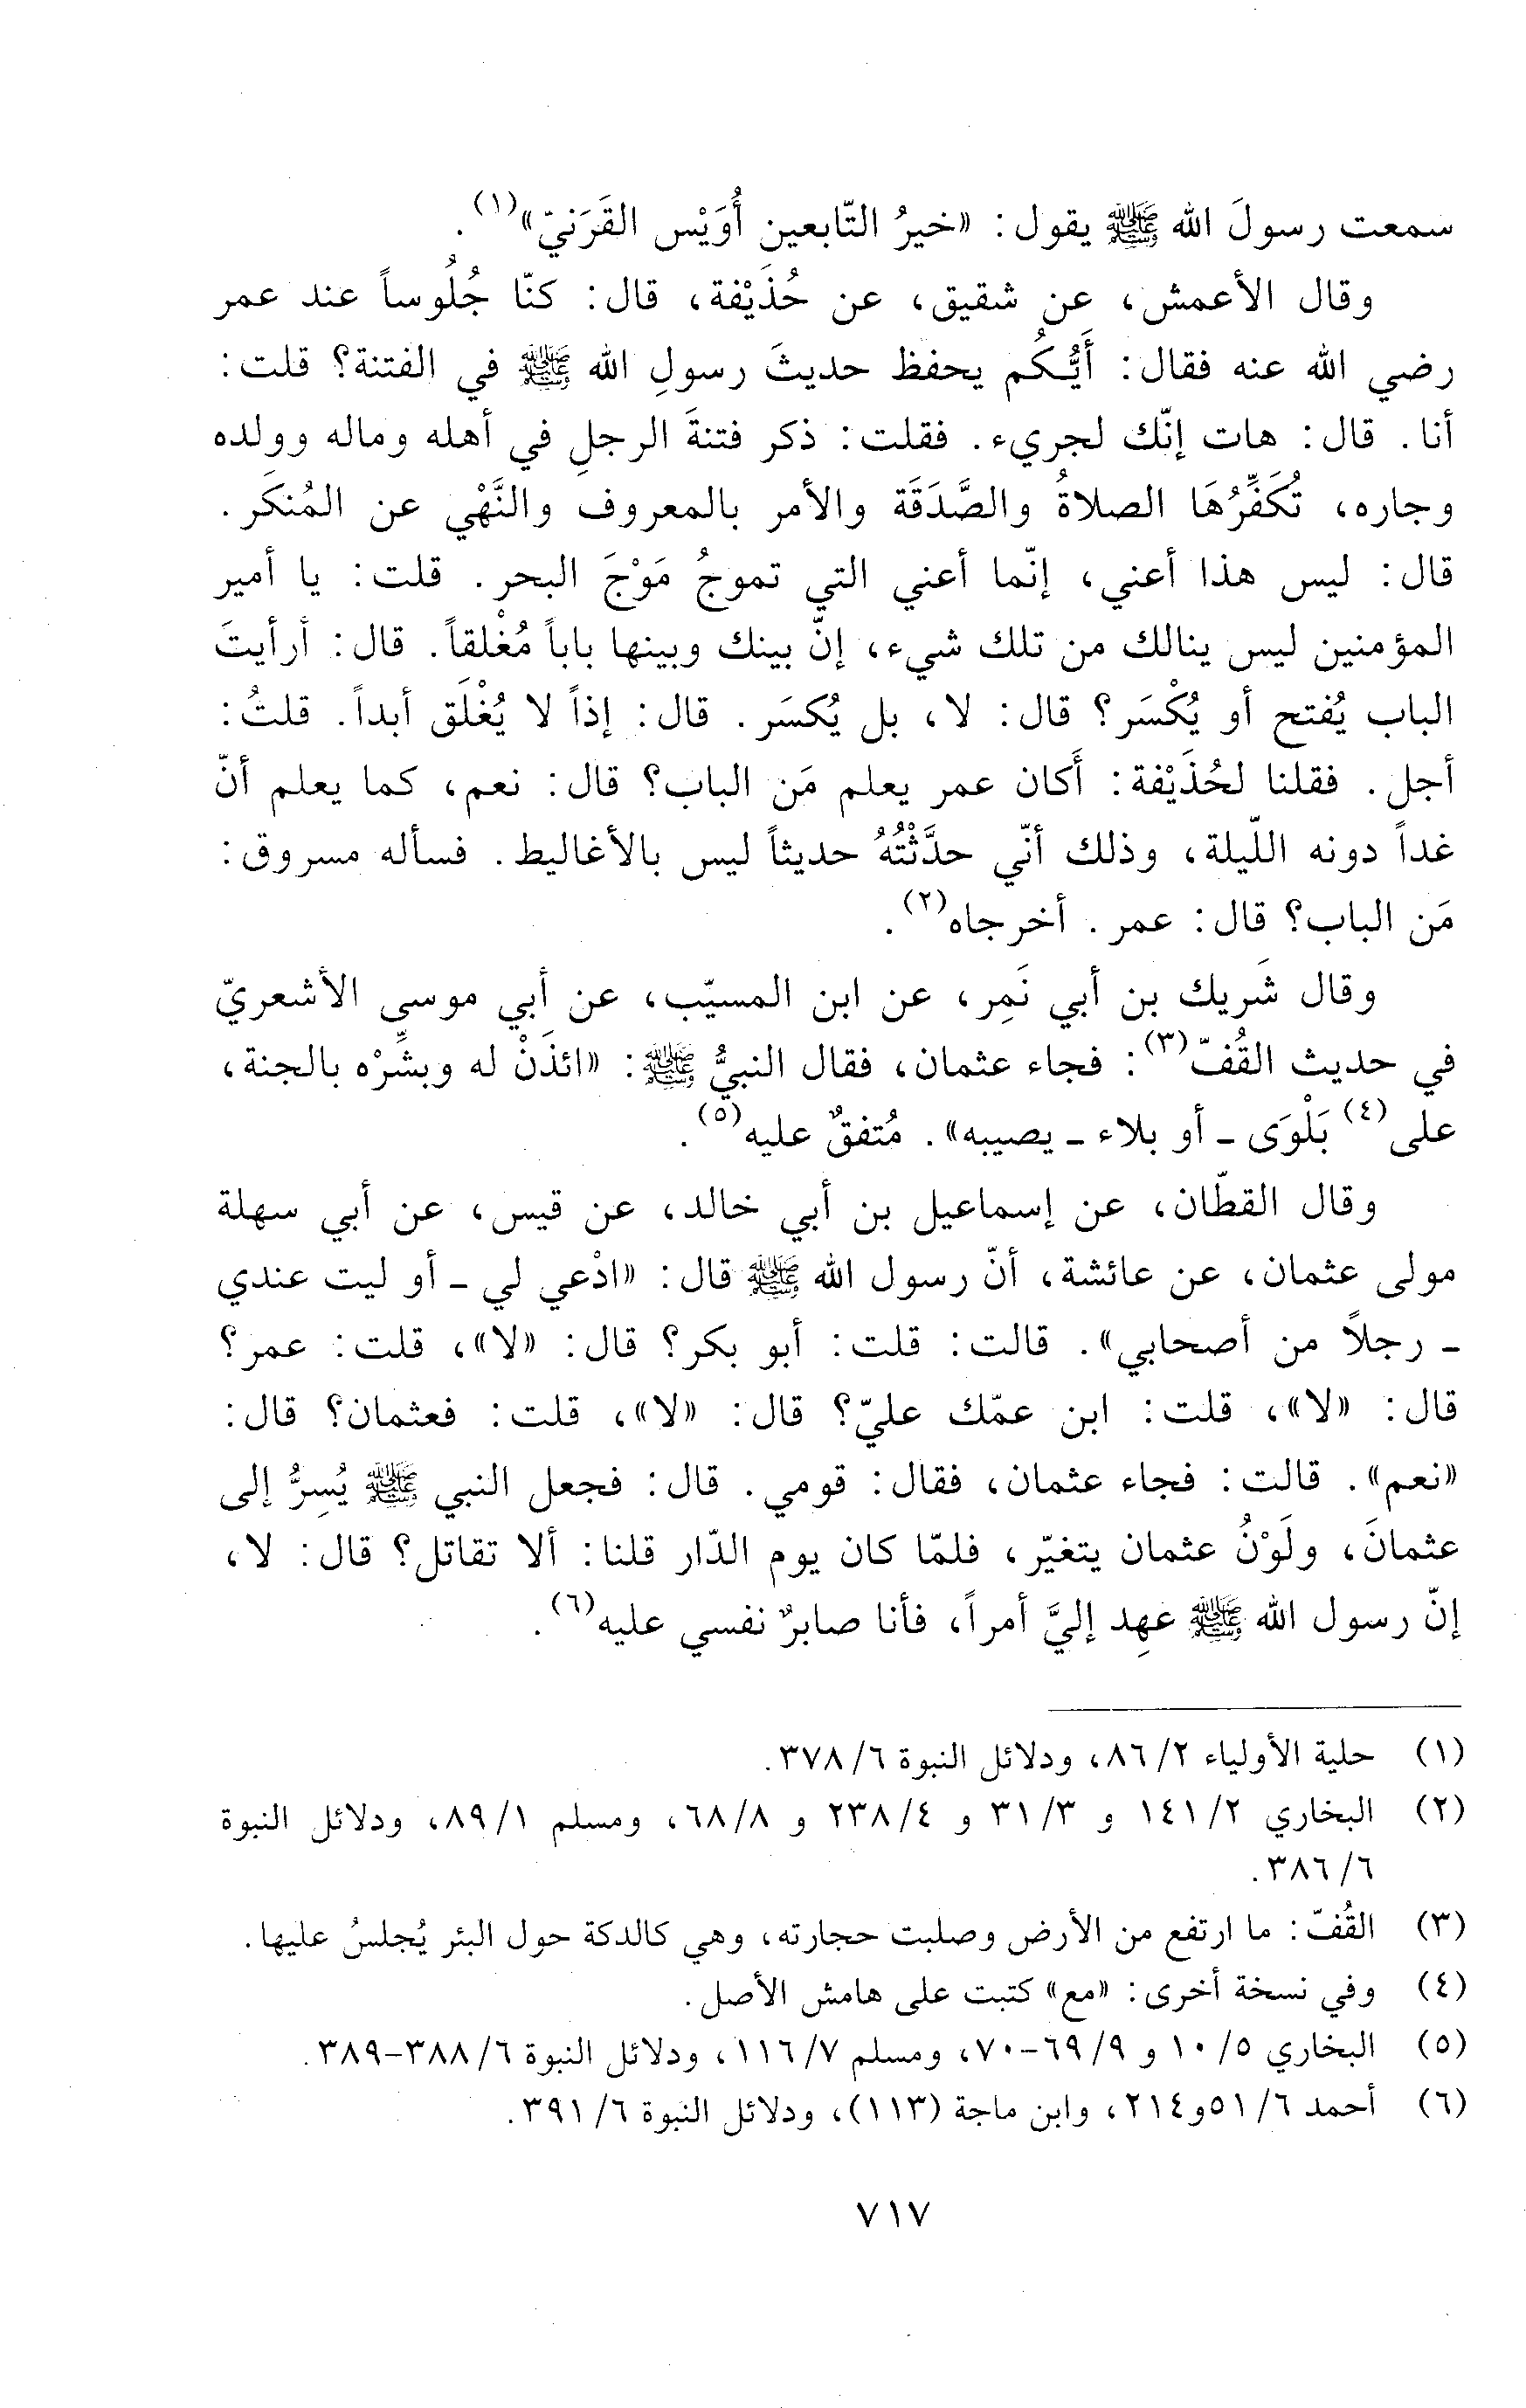 سمعت رسولَ الله ﷺ يقول: «خيرُ التّابعين أُوَيْس القَرَنيّ»(١).
وقال الأعمش، عن شقيق، عن حُذَيْفة، قال: كنّا جُلُوساً عند عمر
رضي الله عنه فقال: أَيُّكُم يحفظ حديثَ رسولِ الله ﷺ في الفتنة؟ قلت:
أنا. قال: هات إنّك لجريء. فقلت: ذكر فتنةَ الرجلِ في أهله وماله وولده
وجاره، تُكَفِّرُهَا الصلاةُ والصَّدَقَة والأمر بالمعروف والنَّهْي عن المُنكَر.
قال: ليس هذا أعني، إنّما أعني التي تموجُ مَوْجَ البحر. قلت: يا أمير
المؤمنين ليس ينالك من تلك شيء، إنّ بينك وبينها باباً مُغْلقاً. قال: أرأيتَ
الباب يُفتح أو يُكْسَر؟ قال: لا، بل يُكسَر. قال: إذاً لا يُغْلَق أبداً. قلتُ:
أجل. فقلنا لحُذَيْفة: أَكان عمر يعلم مَن الباب؟ قال: نعم، كما يعلم أنّ
غداً دونه اللّيلة، وذلك أنّي حدَّثْتُهُ حديثاً ليس بالأغاليط. فسأله مسروق:
مَن الباب؟ قال: عمر. أخرجاه(٢).
وقال شَريك بن أبي نَمِر، عن ابن المسيّب، عن أبي موسى الأشعريّ
في حديث القُفّ(٣): فجاء عثمان، فقال النبيُّ ﷺ: «ائذَنْ له وبشِّرْه بالجنة،
على(٤) بَلْوَى - أو بلاء - يصيبه». مُتفقٌ عليه(٥).
وقال القطّان، عن إسماعيل بن أبي خالد، عن قيس، عن أبي سهلة
مولى عثمان، عن عائشة، أنّ رسول الله ﷺ قال: «ادْعي لي - أو ليت عندي
- رجلاً من أصحابي». قالت: قلت: أبو بكر؟ قال: «لا»، قلت: عمر؟
قال: «لا»، قلت: ابن عمّك عليّ؟ قال: «لا»، قلت: فعثمان؟ قال:
«نعم». قالت: فجاء عثمان، فقال: قومي. قال: فجعل النبي ﷺ يُسِرُّ إلى
عثمانَ، ولَوْنُ عثمان يتغيّر، فلمّا كان يوم الدّار قلنا: ألا تقاتل؟ قال: لا،
إنّ رسول الله ﷺ عهِد إليَّ أمراً، فأنا صابرٌ نفسي عليه(٦).
(١) حلية الأولياء ٢/ ٨٦، ودلائل النبوة ٦/ ٣٧٨.
(٢) البخاري ٢/ ١٤١ و ٣/ ٣١ و ٤/ ٢٣٨ و ٨/ ٦٨، ومسلم ١/ ٨٩، ودلائل النبوة
٦/ ٣٨٦.
(٣) القُفّ: ما ارتفع من الأرض وصلبت حجارته، وهي كالدكة حول البئر يُجلسُ عليها.
(٤) وفي نسخة أخرى: «مع» كتبت على هامش الأصل.
(٥) البخاري ٥/ ١٠ و ٩/ ٦٩-٧٠، ومسلم ٧/ ١١٦، ودلائل النبوة ٦/ ٣٨٨-٣٨٩.
(٦) أحمد ٦/ ٥١و٢١٤، وابن ماجة (١١٣)، ودلائل النبوة ٦/ ٣٩١.
٧١٧